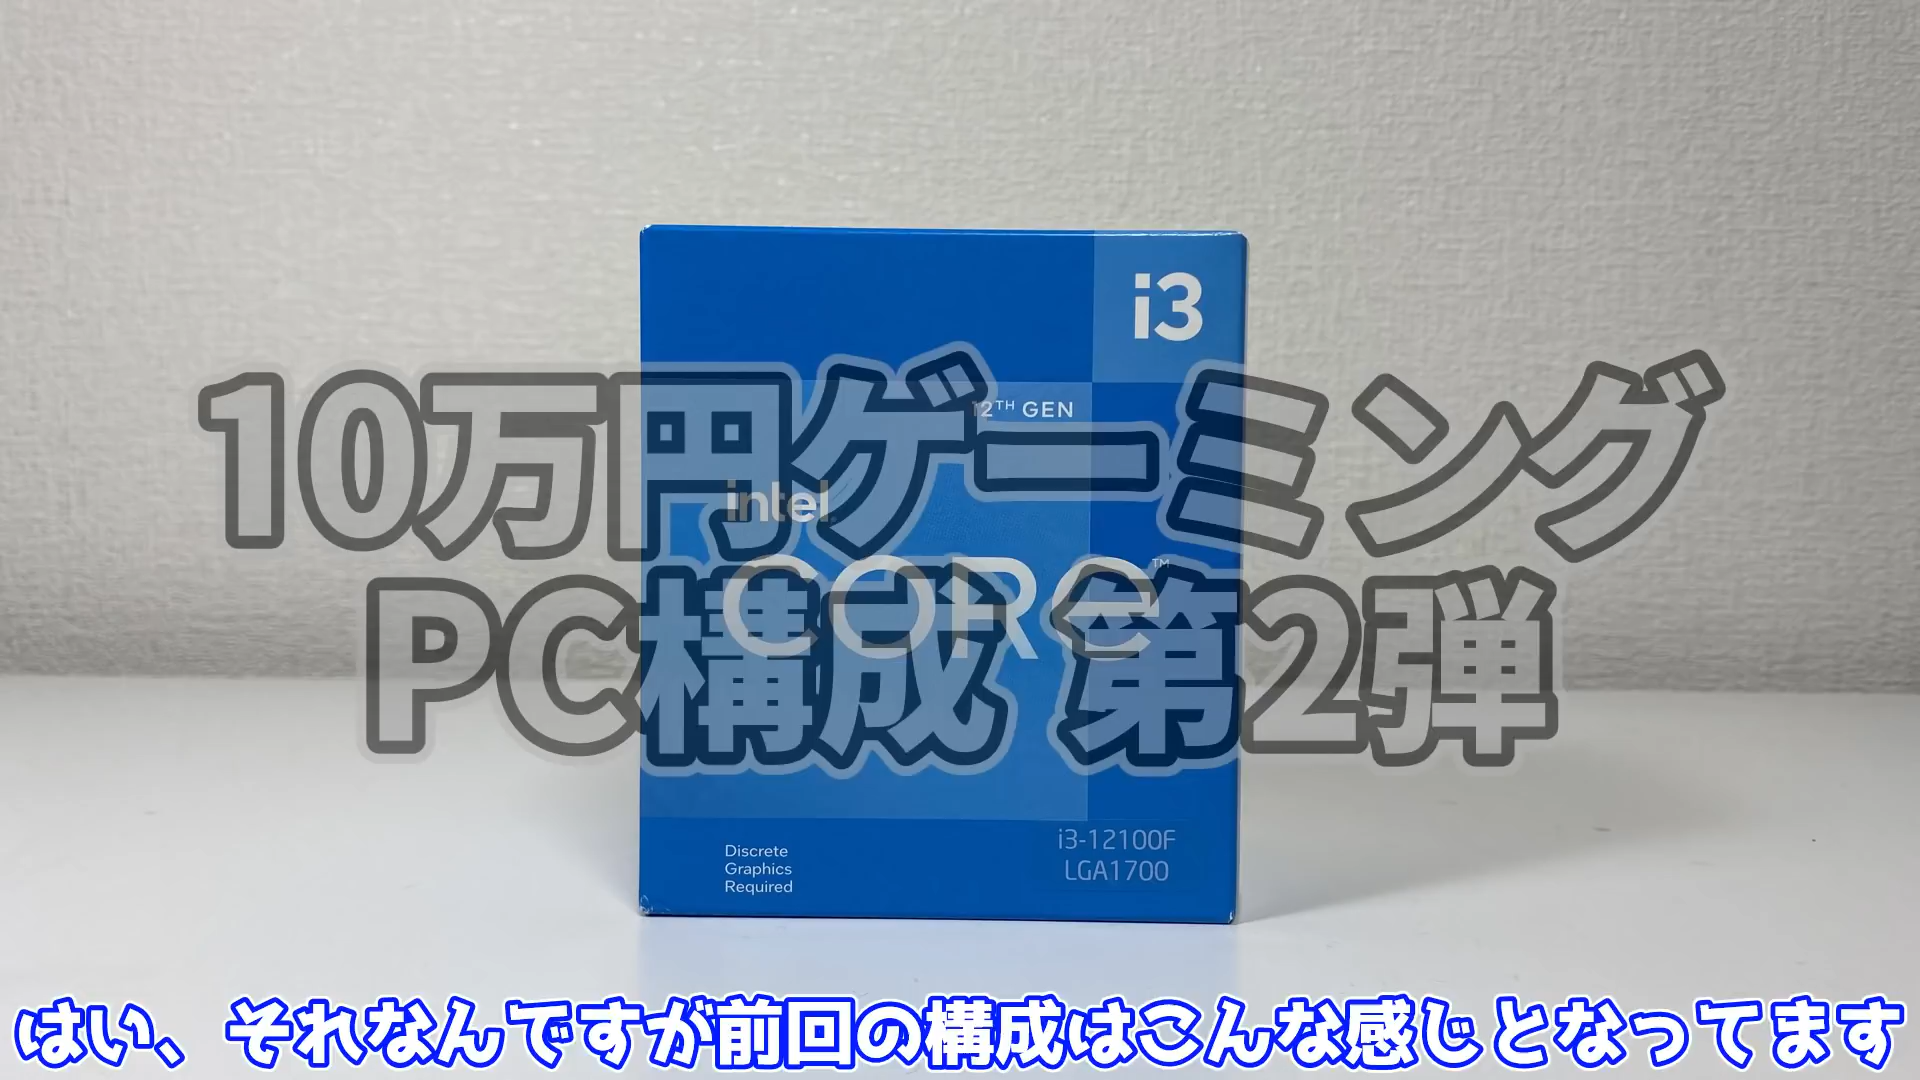 i3
12TH GEN
10万円ゲーミング
intel
CORE™
PC構成 第2弾
i3-12100F
LGA1700
Discrete
Graphics
Required
はい、それなんですが前回の構成はこんな感じとなってます